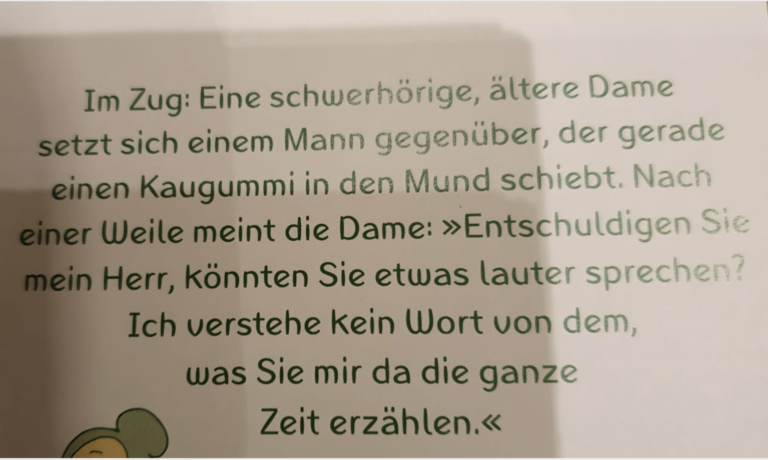 Im Zug: Eine schwerhörige, ältere Dame
setzt sich einem Mann gegenüber, der gerade
einen Kaugummi in den Mund schiebt. Nach
einer Weile meint die Dame: »Entschuldigen Sie
mein Herr, könnten Sie etwas lauter sprechen?
Ich verstehe kein Wort von dem,
was Sie mir da die ganze
Zeit erzählen.«